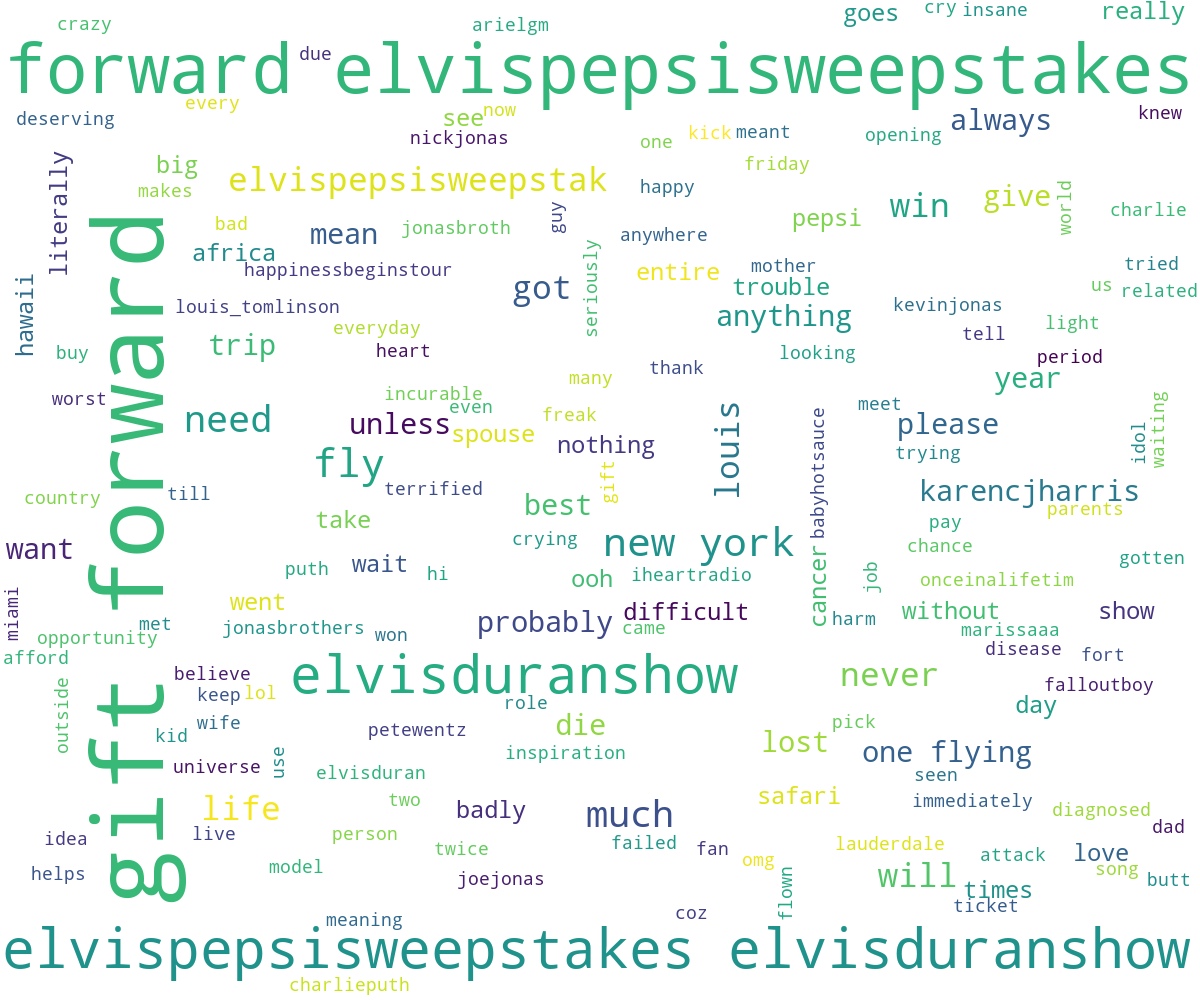 crazy
arielgm
goes
cry
insane
really
forward elvispepsisweepstakes
due
every
deserving
see
now
nickjonas
one
kick
meant
opening
always
knew
literally
big
makes
elvispepsisweepstak
friday
happy
gift forward
bad
mean
jonasbroth
guy
anywhere
pepsi
win
give
world
charlie
africa
happinessbeginstour
seriously
entire
mother
trouble
tried
us
related
hawaii
louis_tomlinson
got
anything
kevinjonas
everyday
tell
light
buy
trip
heart
looking
period
thank
many
year
worst
incurable
even
freak
meet
need
unless
spouse
nothing
louis
babyhotsauce
please
trying
idol
waiting
fly
terrified
gift
karencjharris
country
till
best
parents
take
pay
want
crying
new york
chance
gotten
wait
puth
hi
ooh
iheartradio
cancer
job
onceinalifetim
miami
went
difficult
without
show
met
opportunity
jonasbrothers
won
probably
came
harm
marissaaa
afford
disease
fort
believe
elvisduranshow
never
falloutboy
keep
lol
role
day
outside
wife
kid
petewentz
die
pick
inspiration
lost
one flying
use
universe
elvisduran
seen
life
two
badly
much
safari
immediately
diagnosed
idea
live
person
twice
failed
fan
lauderdale
dad
omg
attack
love
helps
model
joejonas
flown
will
times
song
butt
meaning
coz
ticket
elvispepsisweepstakes elvisduranshow
charlieputh